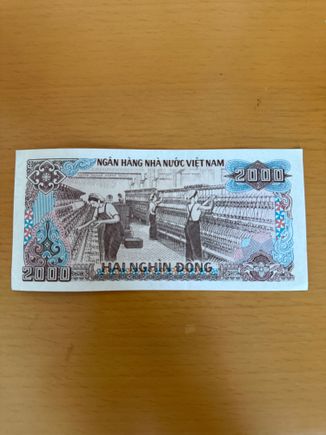 NGÂN HÀNG NHÀ NƯỚC VIỆT NAM
2000
2000
HAI NGHÌN ĐỒNG